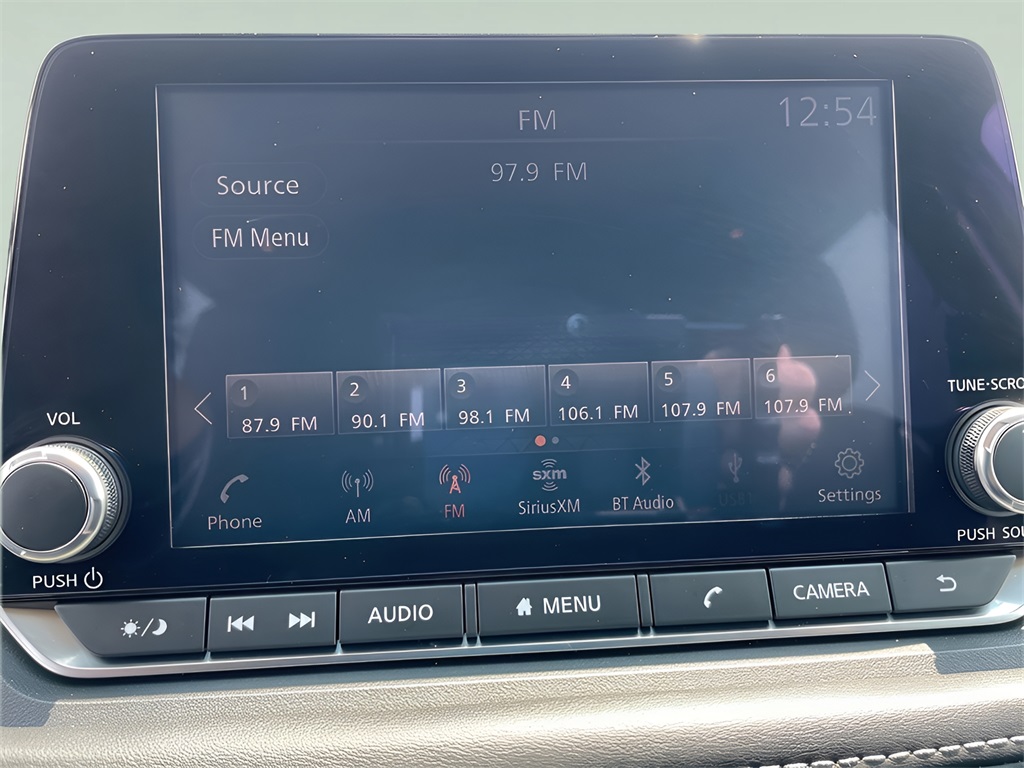 FM
12:54
97.9 FM
Source
FM Menu
1 2 3 4 5 6
87.9 FM 90.1 FM 98.1 FM 106.1 FM 107.9 FM 107.9 FM
sxm
Phone AM FM SiriusXM BT Audio USB Settings
VOL
TUNE·SCRO
PUSH
PUSH SOU
AUDIO MENU CAMERA